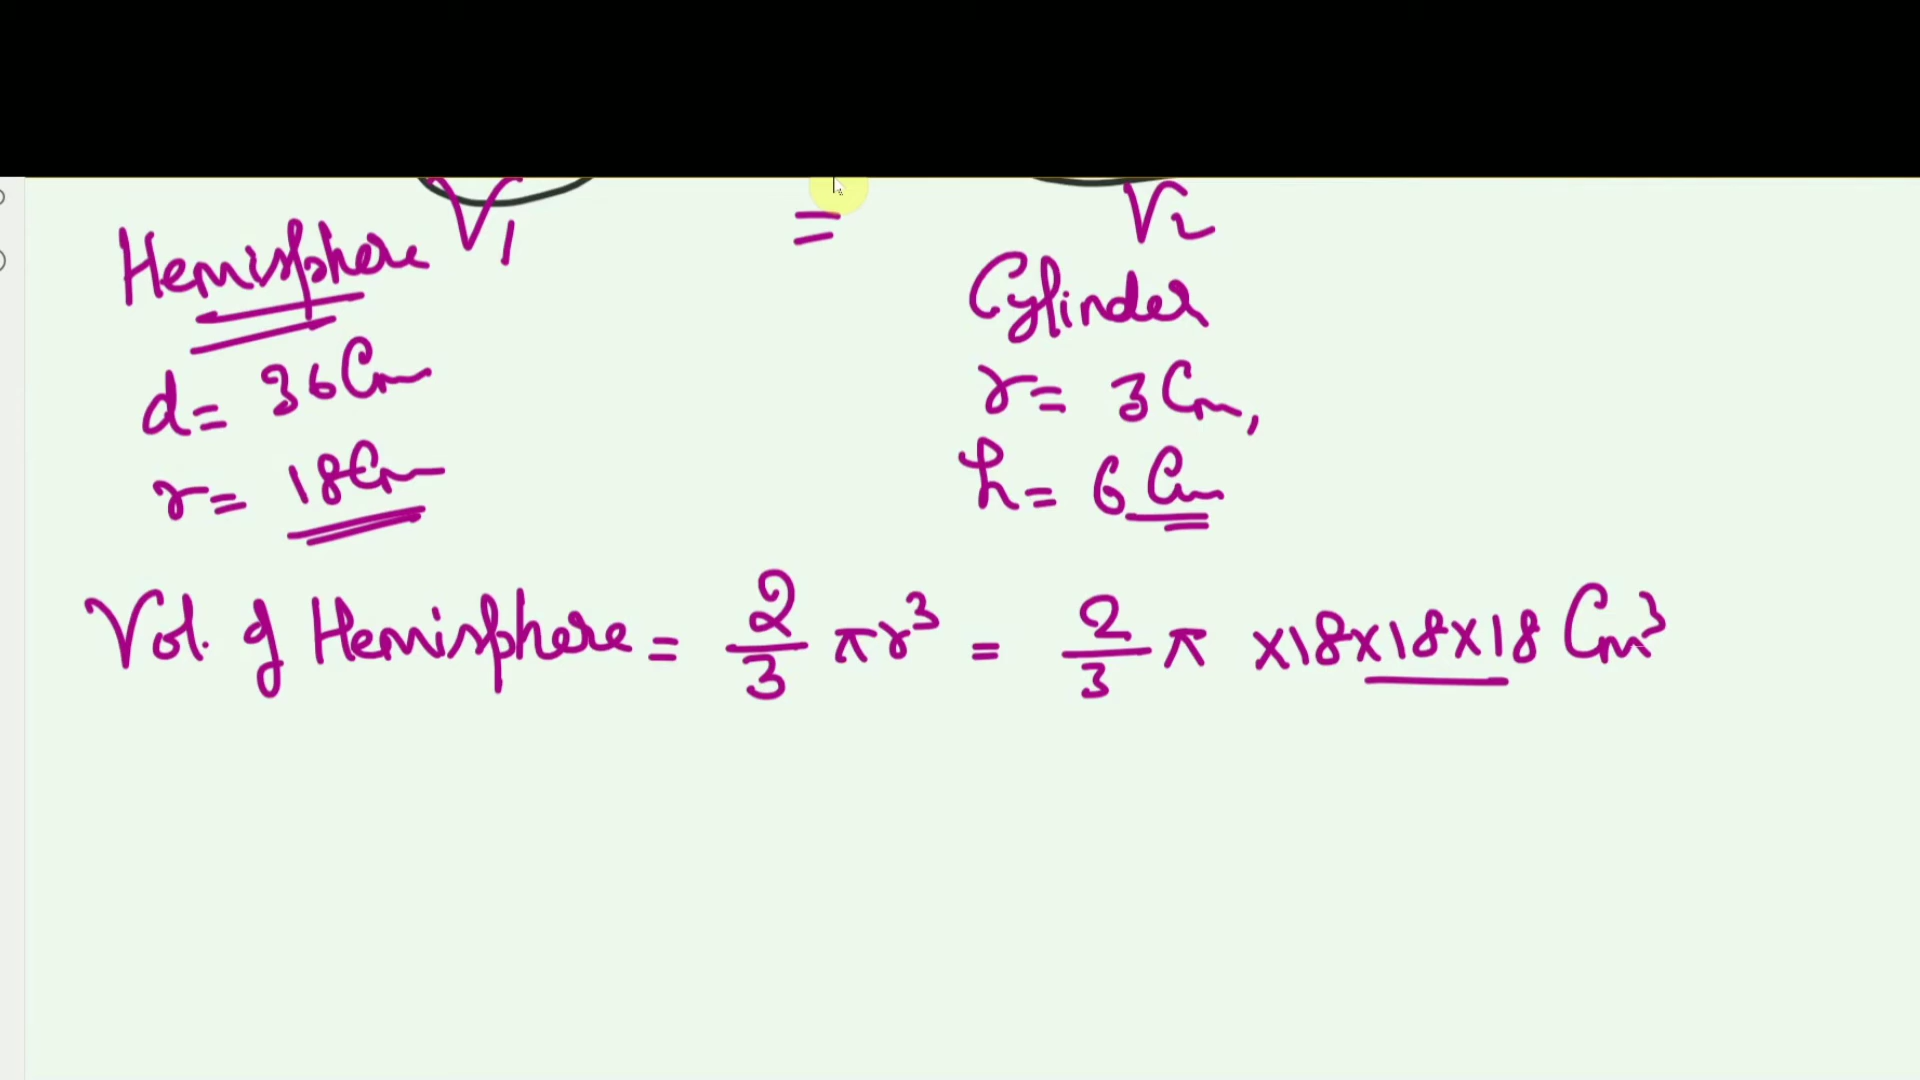 V1 = V2
Hemisphere
Cylinder
d = 36 Cm
r = 3 Cm,
r = 18 Cm
h = 6 Cm
Vol. of Hemisphere = 2/3 πr³ = 2/3 π ×18×18×18 Cm³